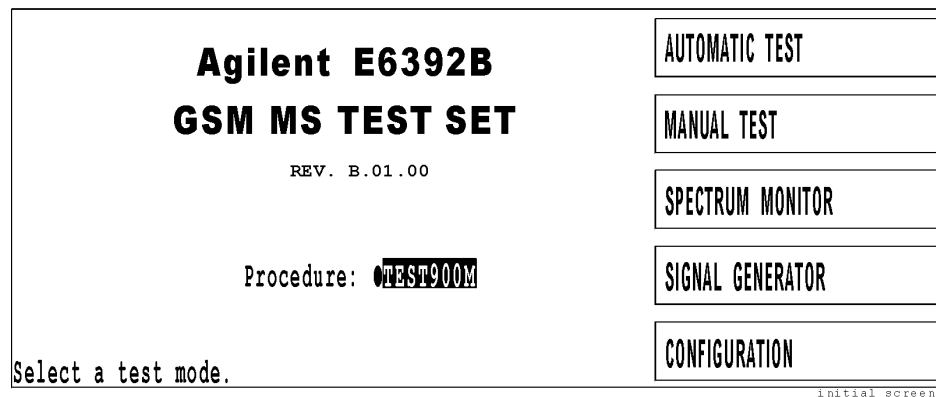 Agilent E6392B
GSM MS TEST SET
REV. B.01.00
Procedure: TEST900M
Select a test mode.
AUTOMATIC TEST
MANUAL TEST
SPECTRUM MONITOR
SIGNAL GENERATOR
CONFIGURATION
initial screen